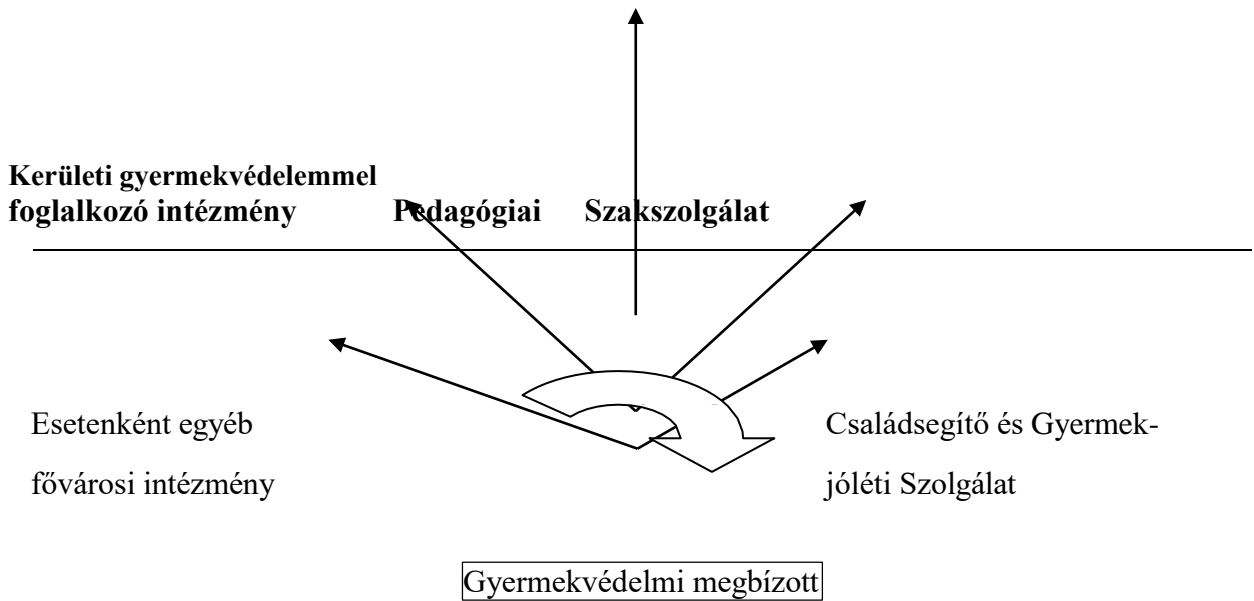 Kerületi gyermekvédelemmel
foglalkozó intézmény Pedagógiai Szakszolgálat
Esetenként egyéb
fővárosi intézmény
Családsegítő és Gyermek-
jóléti Szolgálat
Gyermekvédelmi megbízott